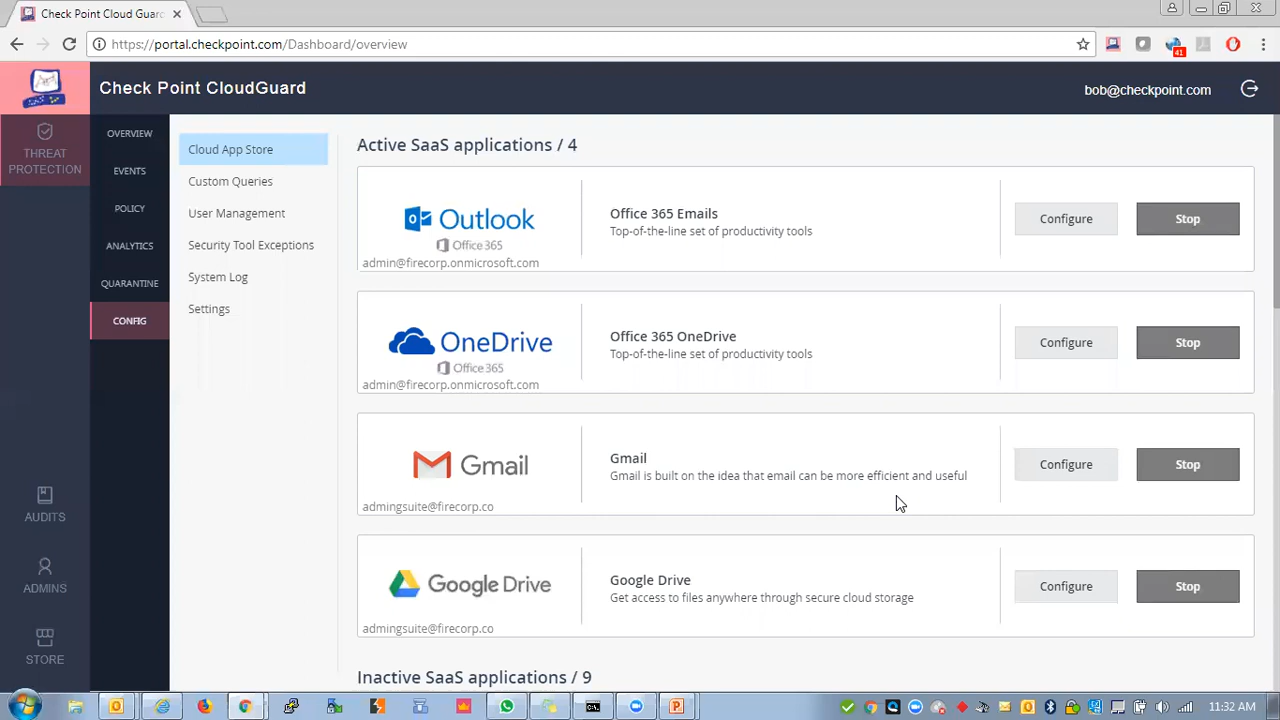 Check Point Cloud Guar
https://portal.checkpoint.com/Dashboard/overview
41
Check Point CloudGuard
bob@checkpoint.com
THREAT
PROTECTION
AUDITS
ADMINS
STORE
OVERVIEW
EVENTS
POLICY
ANALYTICS
QUARANTINE
CONFIG
Cloud App Store
Custom Queries
User Management
Security Tool Exceptions
System Log
Settings
Active SaaS applications / 4
Outlook
Office 365
admin@firecorp.onmicrosoft.com
Office 365 Emails
Top-of-the-line set of productivity tools
Configure
Stop
OneDrive
Office 365
admin@firecorp.onmicrosoft.com
Office 365 OneDrive
Top-of-the-line set of productivity tools
Configure
Stop
Gmail
admingsuite@firecorp.co
Gmail
Gmail is built on the idea that email can be more efficient and useful
Configure
Stop
Google Drive
admingsuite@firecorp.co
Google Drive
Get access to files anywhere through secure cloud storage
Configure
Stop
Inactive SaaS applications / 9
11:32 AM